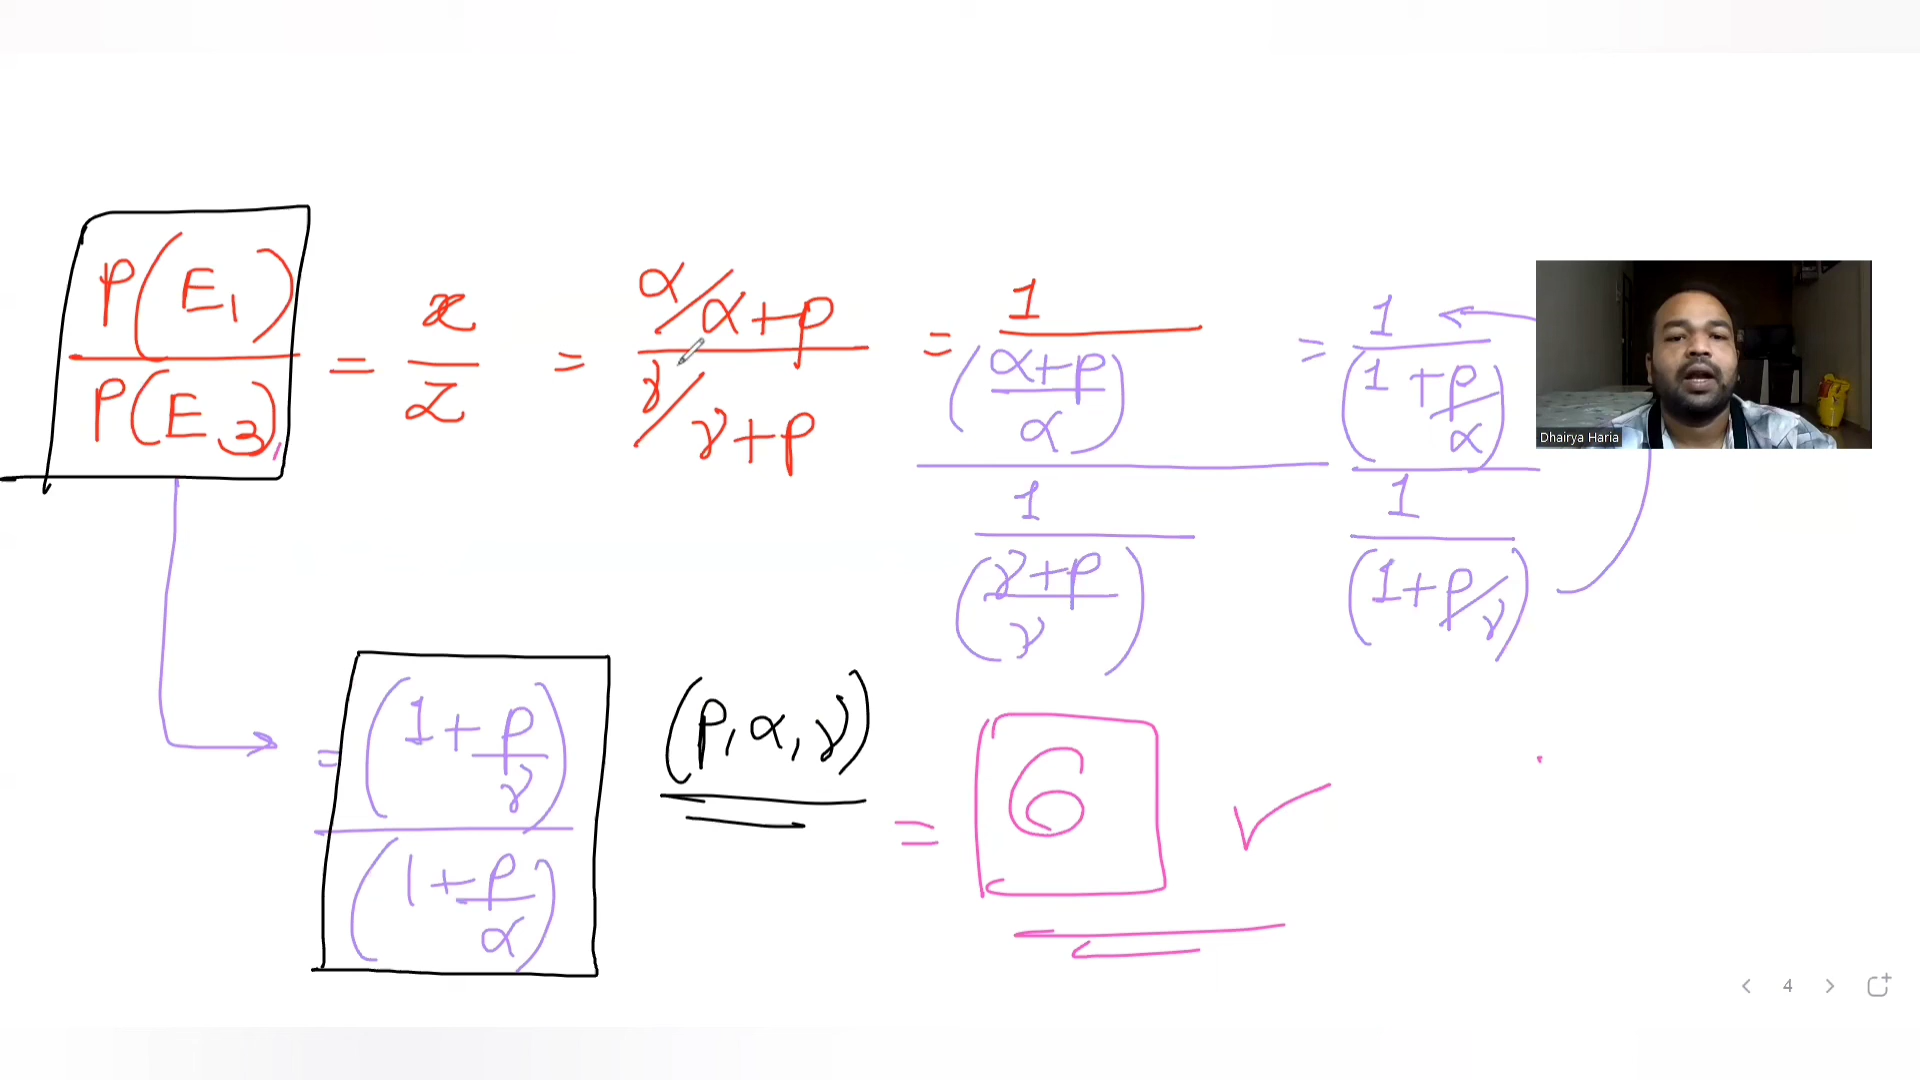 P(E₁)/P(E₃) = x/z = (α/α+p)/(γ/γ+p) = (1/((α+p)/α))/(1/((γ+p)/γ)) = (1/(1+p/α))/(1/(1+p/γ))
= (1+p/γ)/(1+p/α) (p, α, γ) = 6 ✓
Dhairya Haria
< 4 >